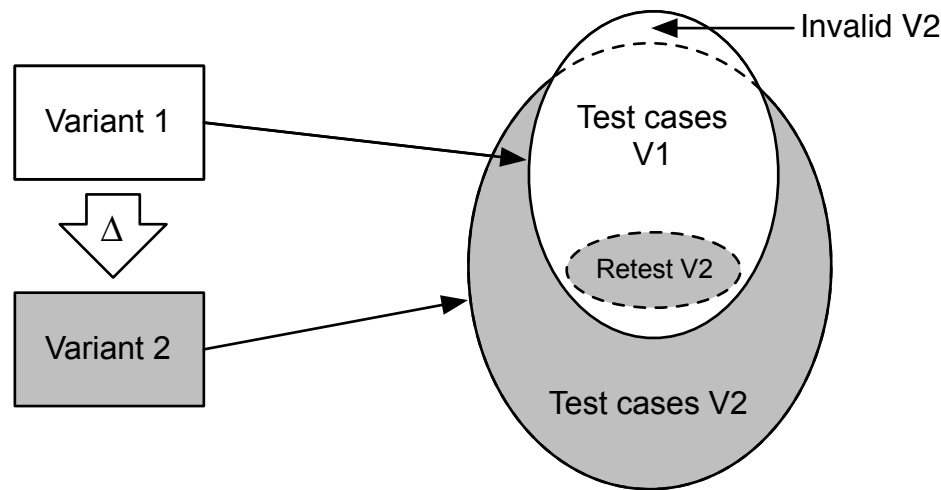 Invalid V2
Variant 1
Test cases
V1
Δ
Retest V2
Variant 2
Test cases V2